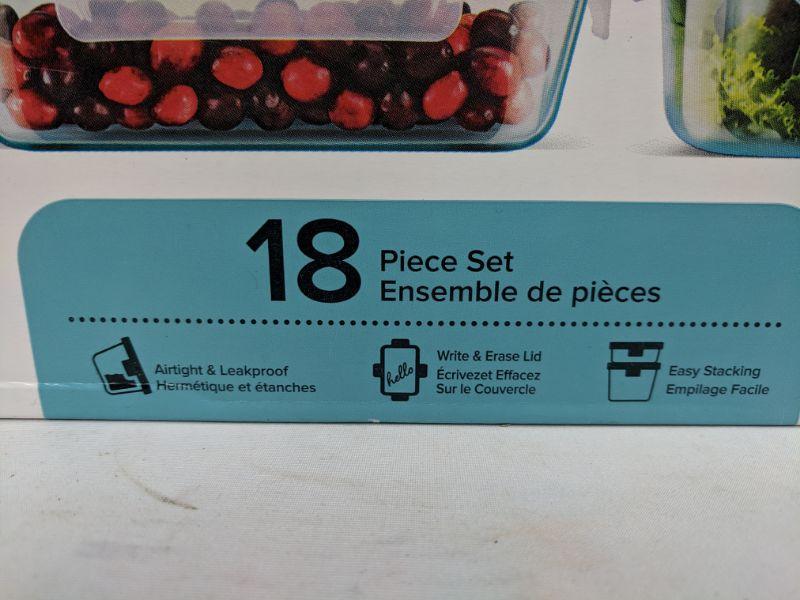 18
Piece Set
Ensemble de pièces
Airtight & Leakproof
Hermétique et étanches
hello
Write & Erase Lid
Écrivezet Effacez
Sur le Couvercle
Easy Stacking
Empilage Facile